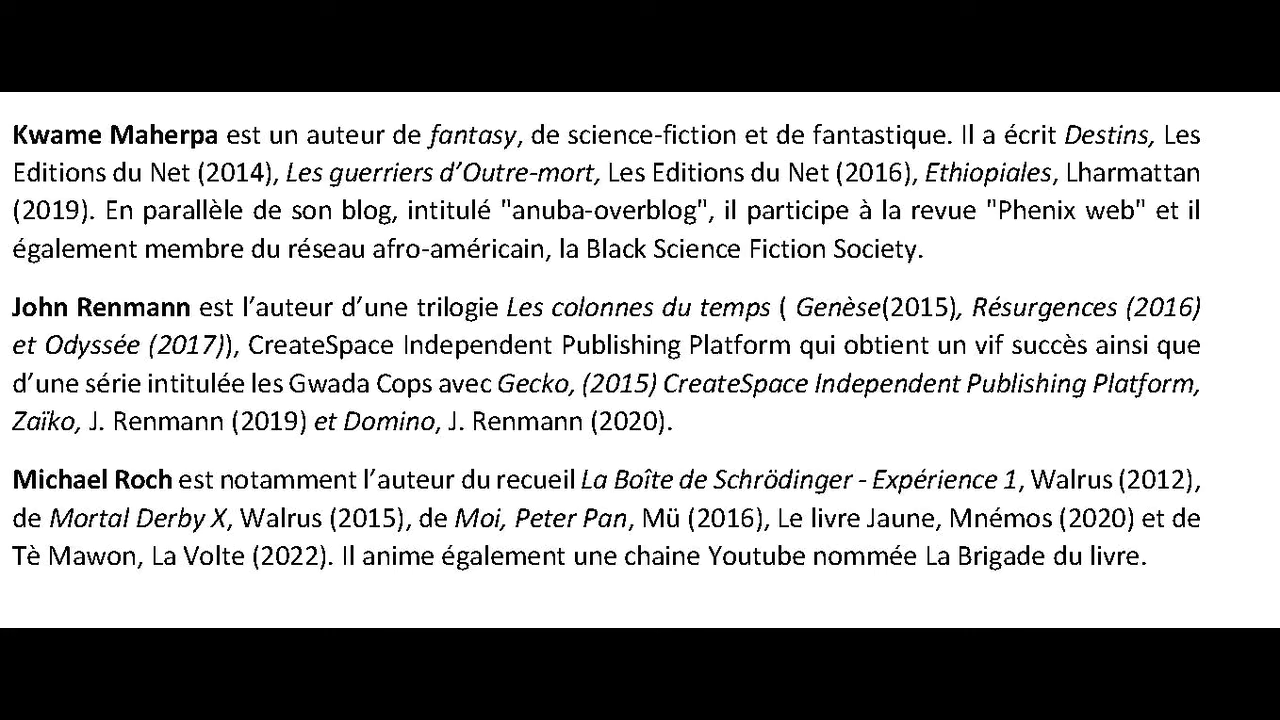 Kwame Maherpa est un auteur de fantasy, de science-fiction et de fantastique. Il a écrit Destins, Les
Editions du Net (2014), Les guerriers d’Outre-mort, Les Editions du Net (2016), Ethiopiales, Lharmattan
(2019). En parallèle de son blog, intitulé "anuba-overblog", il participe à la revue "Phenix web" et il
également membre du réseau afro-américain, la Black Science Fiction Society.
John Renmann est l’auteur d’une trilogie Les colonnes du temps ( Genèse(2015), Résurgences (2016)
et Odyssée (2017)), CreateSpace Independent Publishing Platform qui obtient un vif succès ainsi que
d’une série intitulée les Gwada Cops avec Gecko, (2015) CreateSpace Independent Publishing Platform,
Zaïko, J. Renmann (2019) et Domino, J. Renmann (2020).
Michael Roch est notamment l’auteur du recueil La Boîte de Schrödinger - Expérience 1, Walrus (2012),
de Mortal Derby X, Walrus (2015), de Moi, Peter Pan, Mü (2016), Le livre Jaune, Mnémos (2020) et de
Tè Mawon, La Volte (2022). Il anime également une chaine Youtube nommée La Brigade du livre.